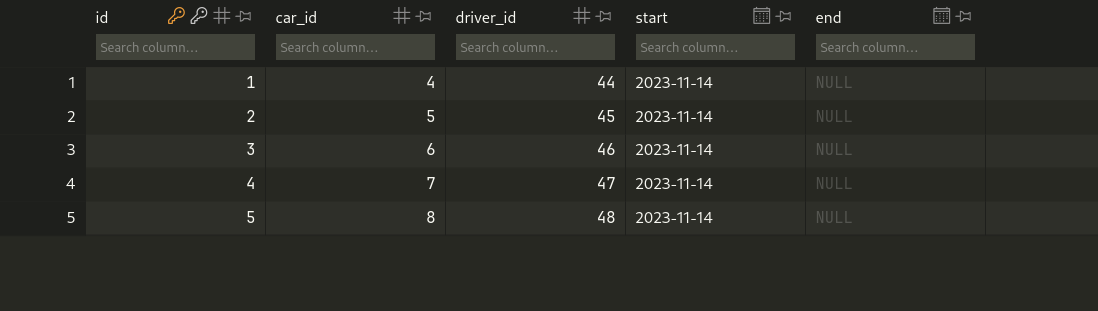 id car_id driver_id start end
Search column... Search column... Search column... Search column... Search column...
1 1 4 44 2023-11-14 NULL
2 2 5 45 2023-11-14 NULL
3 3 6 46 2023-11-14 NULL
4 4 7 47 2023-11-14 NULL
5 5 8 48 2023-11-14 NULL